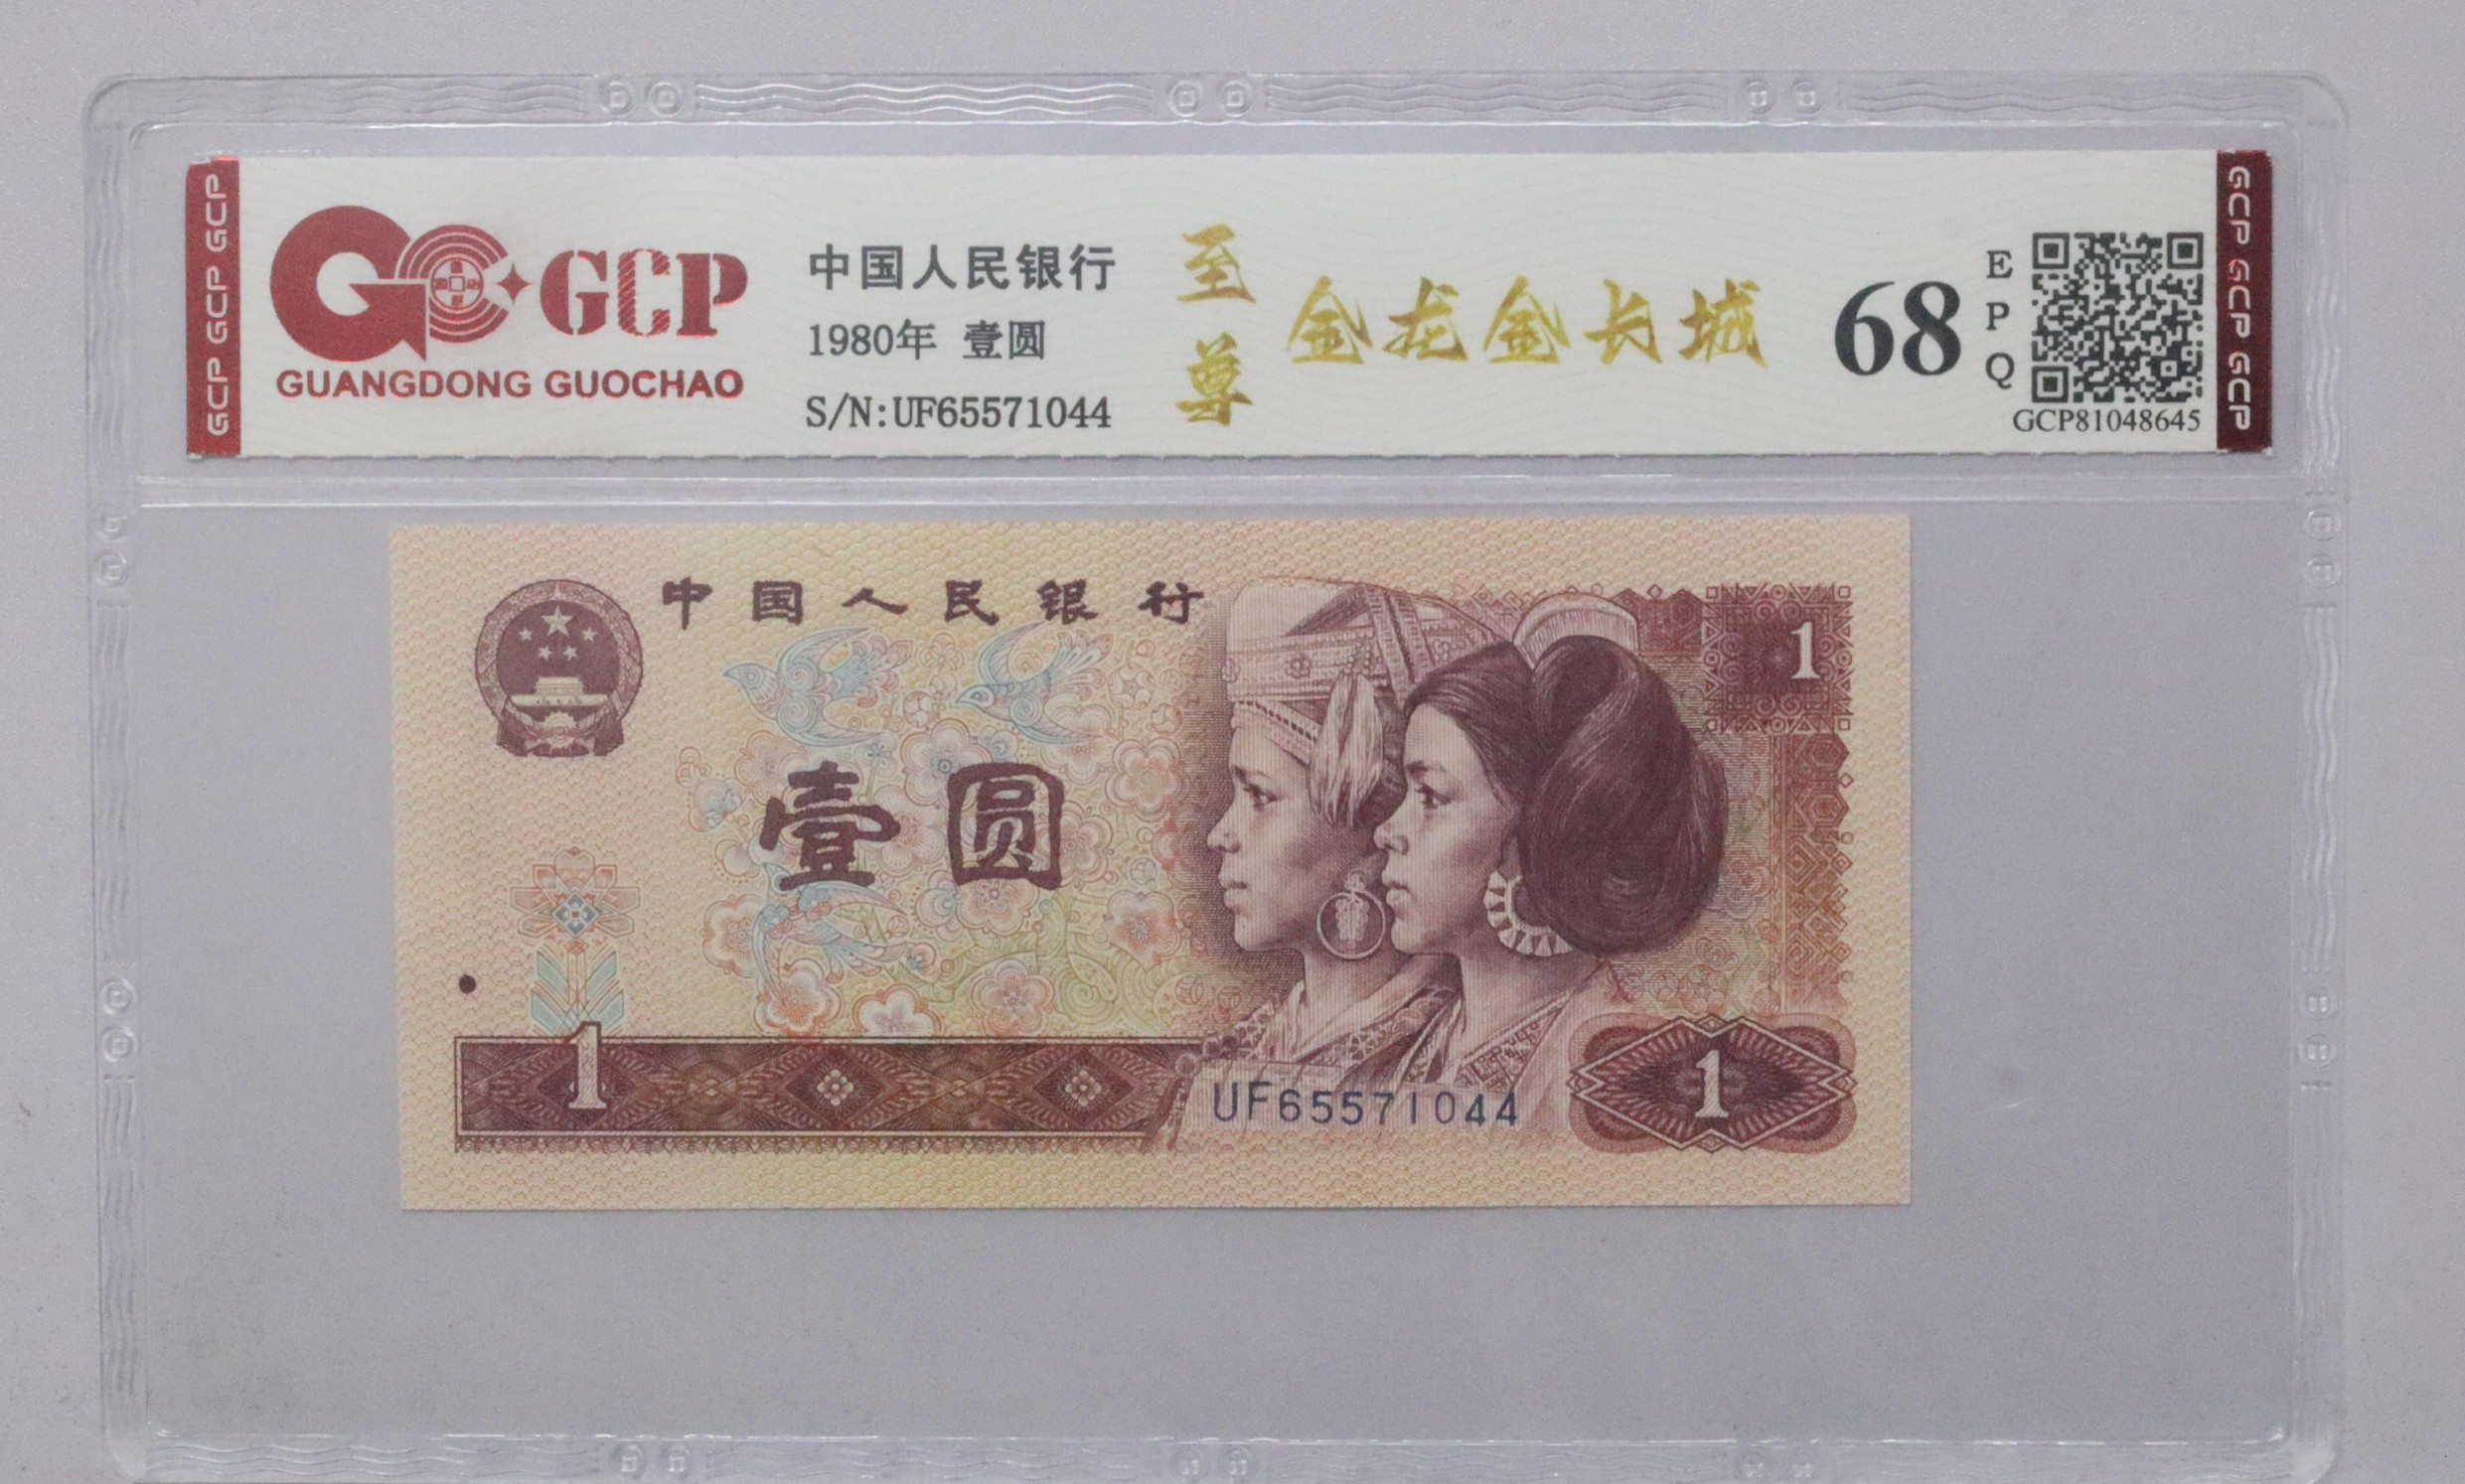 GCP GCP GCP
GCP
GUANGDONG GUOCHAO
中国人民银行
1980年 壹圆
S/N:UF65571044
至尊
金龙金长城
68
EPQ
GCP81048645
GCP GCP GCP
中国人民银行
1
壹圆
1
UF65571044
1